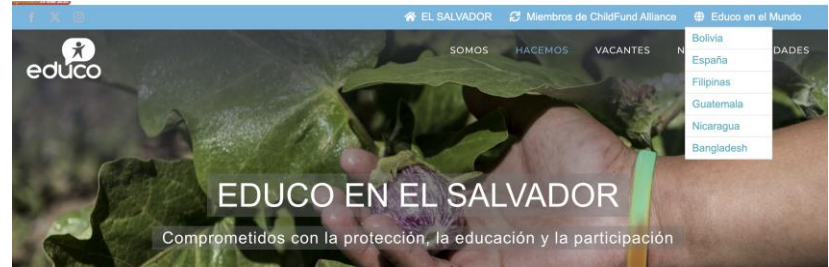 EL SALVADOR Miembros de ChildFund Alliance Educo en el Mundo
educo
SOMOS HACEMOS VACANTES N DADES
Bolivia
España
Filipinas
Guatemala
Nicaragua
Bangladesh
EDUCO EN EL SALVADOR
Comprometidos con la protección, la educación y la participación